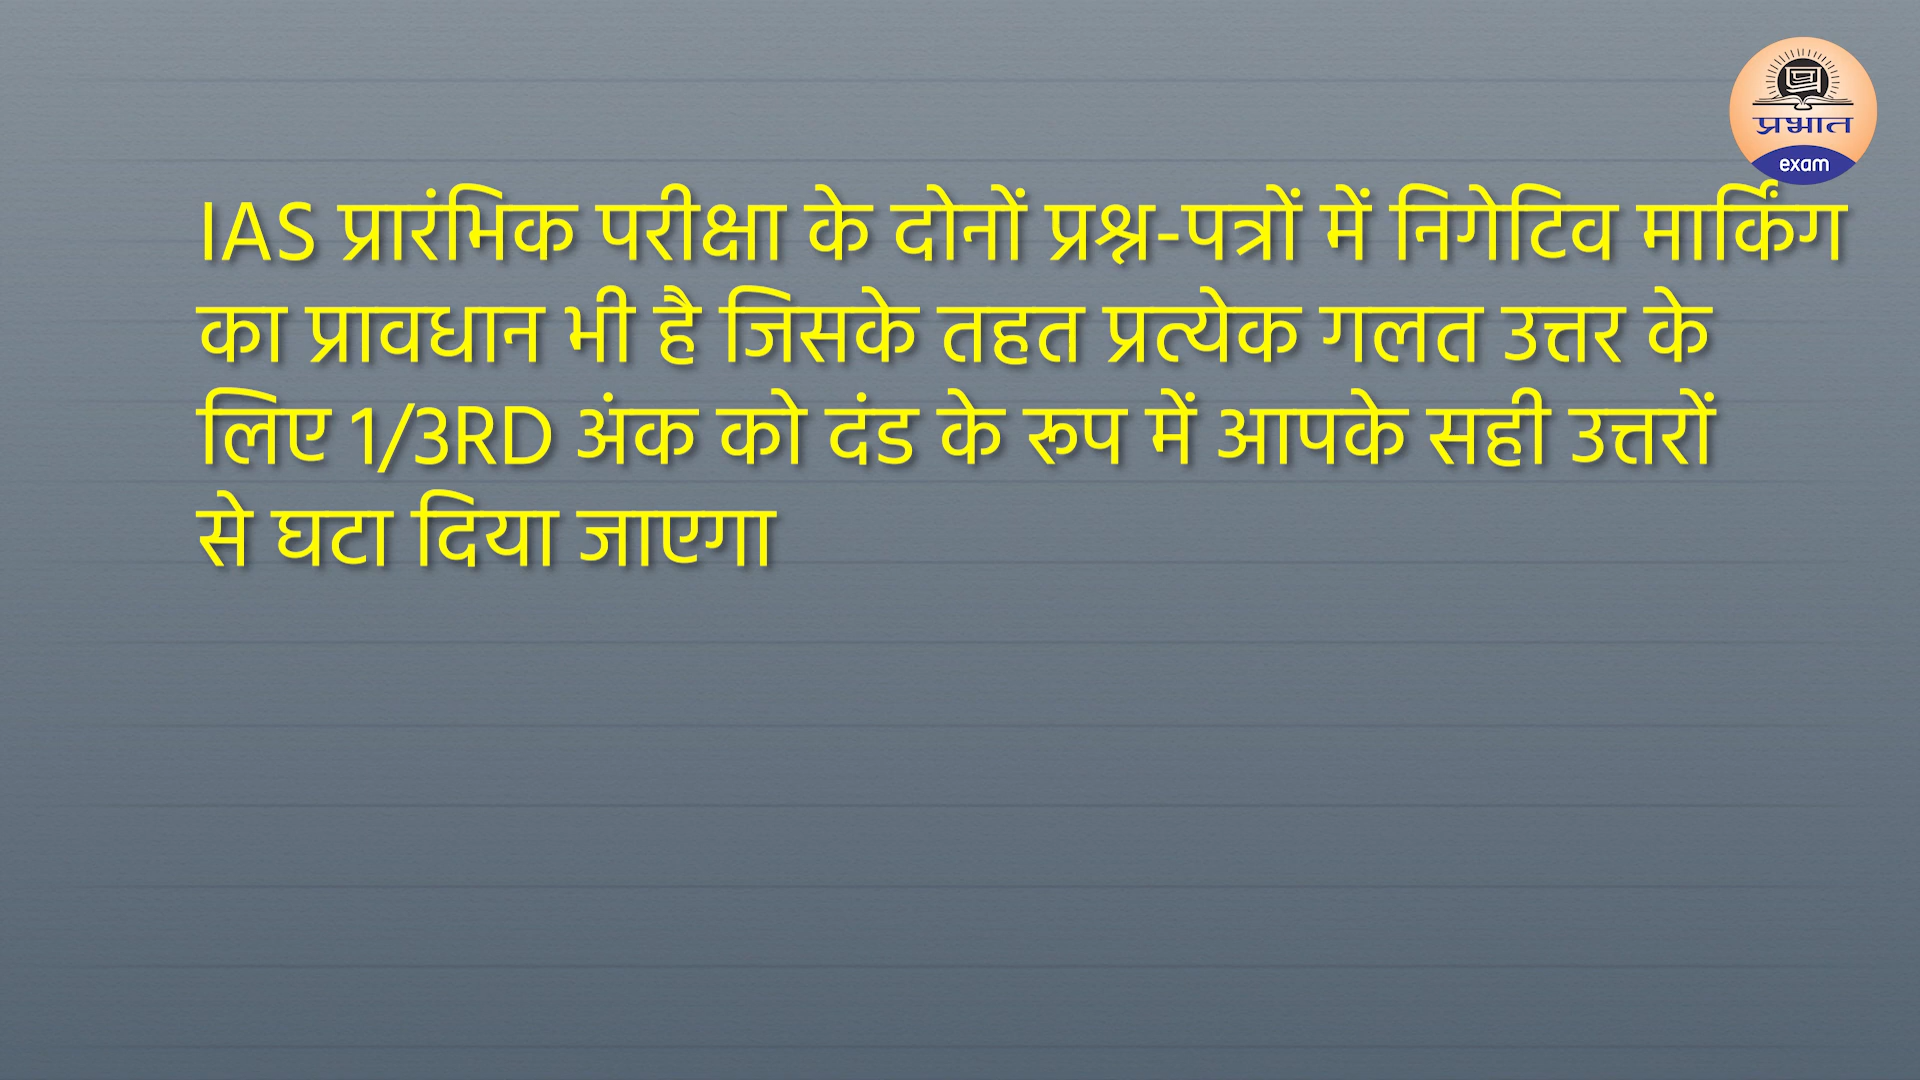 प्रभात
exam
IAS प्रारंभिक परीक्षा के दोनों प्रश्न-पत्रों में निगेटिव मार्किंग
का प्रावधान भी है जिसके तहत प्रत्येक गलत उत्तर के
लिए 1/3RD अंक को दंड के रूप में आपके सही उत्तरों
से घटा दिया जाएगा